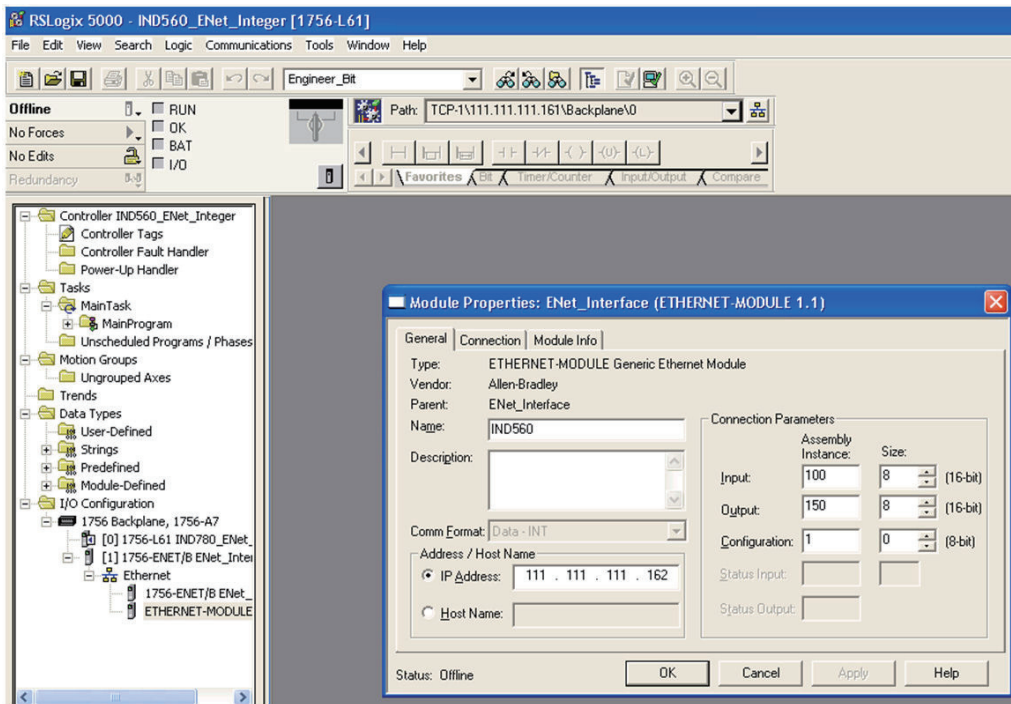 RSLogix 5000 - IND560_ENet_Integer [1756-L61]
File Edit View Search Logic Communications Tools Window Help
Engineer_Bit
Offline
RUN
No Forces
OK
No Edits
BAT
Redundancy
I/O
Path: TCP-1\111.111.111.161\Backplane\0
Favorites Bit Timer/Counter Input/Output Compare
Controller IND560_ENet_Integer
Controller Tags
Controller Fault Handler
Power-Up Handler
Tasks
MainTask
MainProgram
Unscheduled Programs / Phases
Motion Groups
Ungrouped Axes
Trends
Data Types
User-Defined
Strings
Predefined
Module-Defined
I/O Configuration
1756 Backplane, 1756-A7
[0] 1756-L61 IND780_ENet_
[1] 1756-ENET/B ENet_Inter
Ethernet
1756-ENET/B ENet_
ETHERNET-MODULE
Module Properties: ENet_Interface (ETHERNET-MODULE 1.1)
General Connection Module Info
Type: ETHERNET-MODULE Generic Ethernet Module
Vendor: Allen-Bradley
Parent: ENet_Interface
Name: IND560
Description:
Comm Format: Data - INT
Address / Host Name
IP Address: 111 . 111 . 111 . 162
Host Name:
Connection Parameters
Assembly Instance: Size:
Input: 100 8 (16-bit)
Output: 150 8 (16-bit)
Configuration: 1 0 (8-bit)
Status Input:
Status Output:
Status: Offline
OK Cancel Apply Help